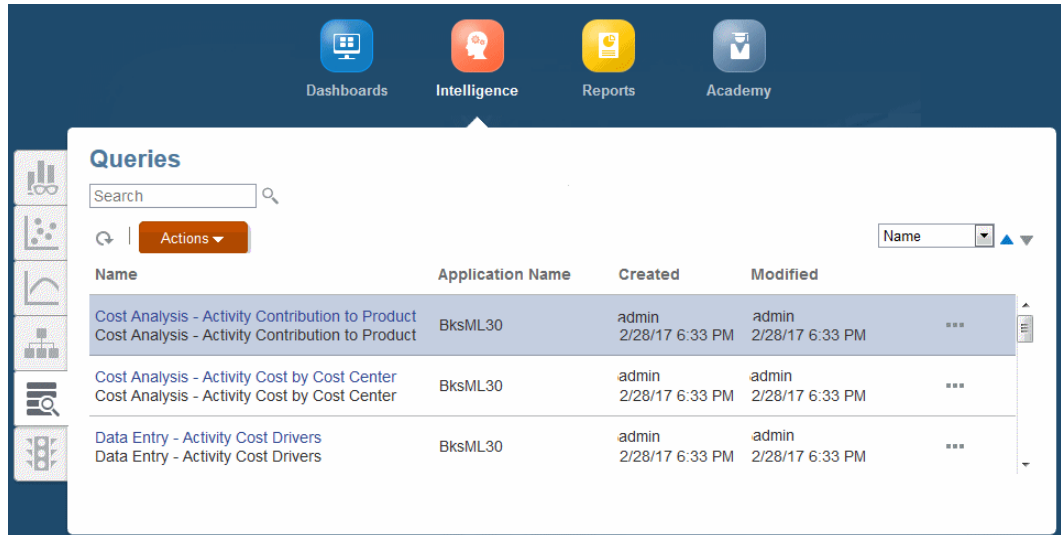 Dashboards
Intelligence
Reports
Academy
Queries
Search
Actions
Name
Name Application Name Created Modified
Cost Analysis - Activity Contribution to Product
Cost Analysis - Activity Contribution to Product
BksML30
admin
2/28/17 6:33 PM
admin
2/28/17 6:33 PM
Cost Analysis - Activity Cost by Cost Center
Cost Analysis - Activity Cost by Cost Center
BksML30
admin
2/28/17 6:33 PM
admin
2/28/17 6:33 PM
Data Entry - Activity Cost Drivers
Data Entry - Activity Cost Drivers
BksML30
admin
2/28/17 6:33 PM
admin
2/28/17 6:33 PM